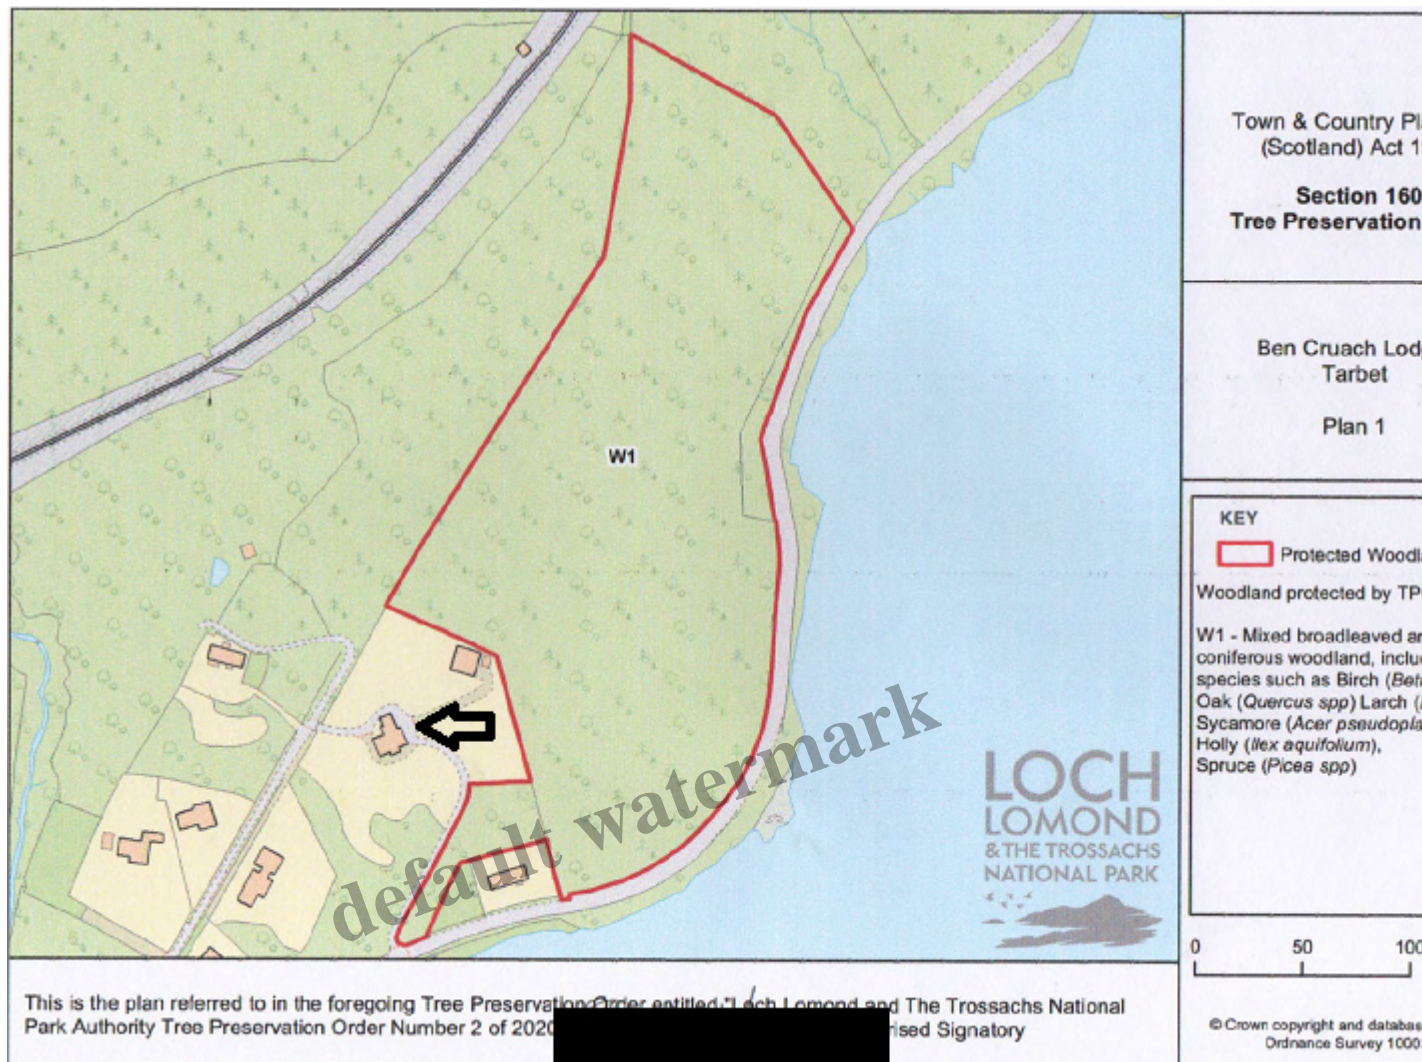 Town & Country Pl
(Scotland) Act 1
Section 160
Tree Preservation
Ben Cruach Lod
Tarbet
Plan 1
W1
KEY
Protected Woodl
Woodland protected by TP
W1 - Mixed broadleaved a
coniferous woodland, inclu
species such as Birch (Bet
Oak (Quercus spp) Larch (
Sycamore (Acer pseudopla
Holly (Ilex aquifolium),
Spruce (Picea spp)
LOCH
LOMOND
& THE TROSSACHS
NATIONAL PARK
default watermark
0 50 100
This is the plan referred to in the foregoing Tree Preservation Order entitled "Loch Lomond and The Trossachs National
Park Authority Tree Preservation Order Number 2 of 2020 rised Signatory
© Crown copyright and databas
Ordnance Survey 1000